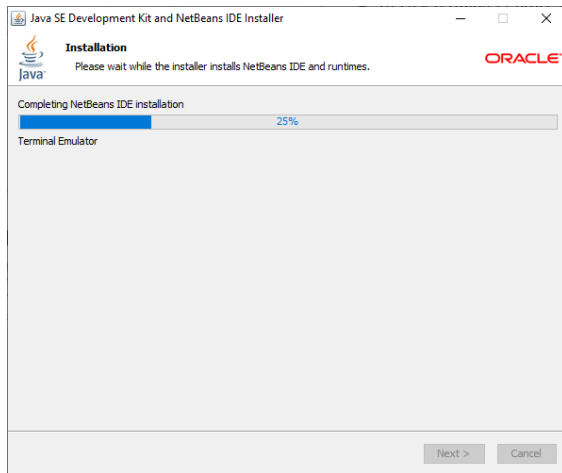 Java SE Development Kit and NetBeans IDE Installer
Installation
Please wait while the installer installs NetBeans IDE and runtimes.
Java
ORACLE
Completing NetBeans IDE installation
25%
Terminal Emulator
Next >
Cancel